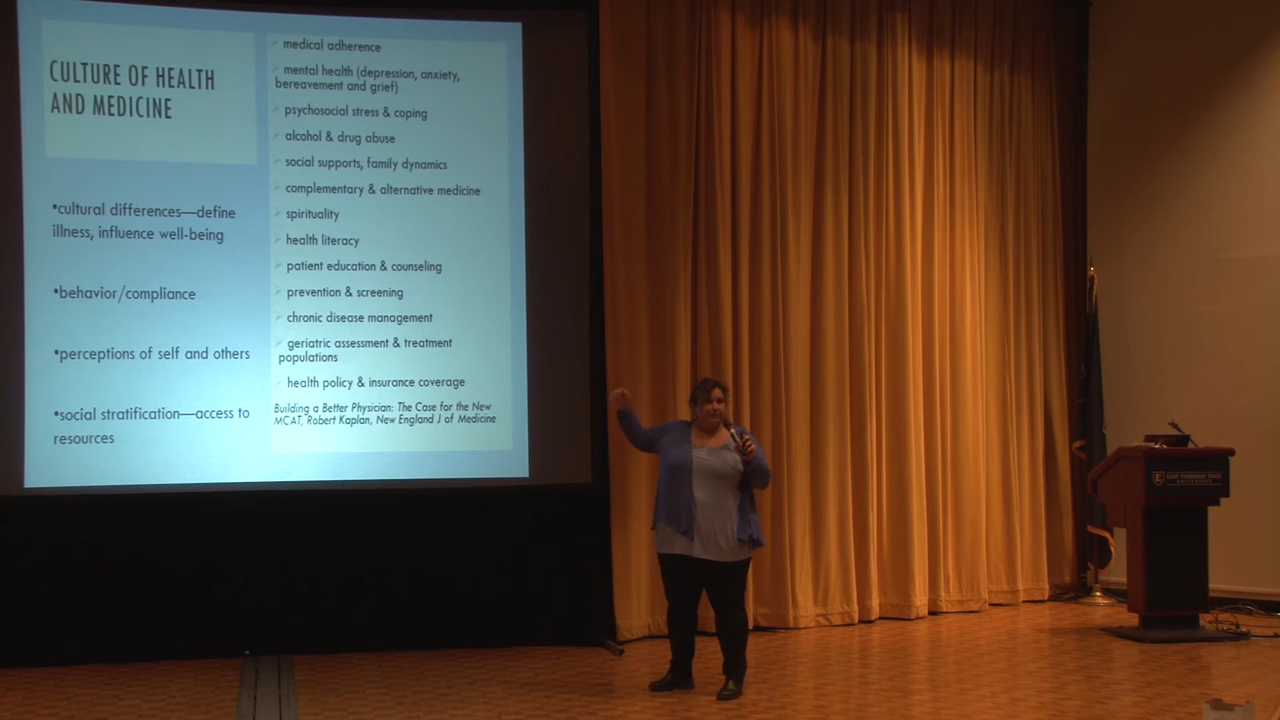 CULTURE OF HEALTH
AND MEDICINE
•cultural differences—define
illness, influence well-being
•behavior/compliance
•perceptions of self and others
•social stratification—access to
resources
medical adherence
mental health (depression, anxiety,
bereavement and grief)
psychosocial stress & coping
alcohol & drug abuse
social supports, family dynamics
complementary & alternative medicine
spirituality
health literacy
patient education & counseling
prevention & screening
chronic disease management
geriatric assessment & treatment
populations
health policy & insurance coverage
Building a Better Physician: The Case for the New
MCAT, Robert Kaplan, New England J of Medicine
E
EAST TENNESSEE STATE
UNIVERSITY